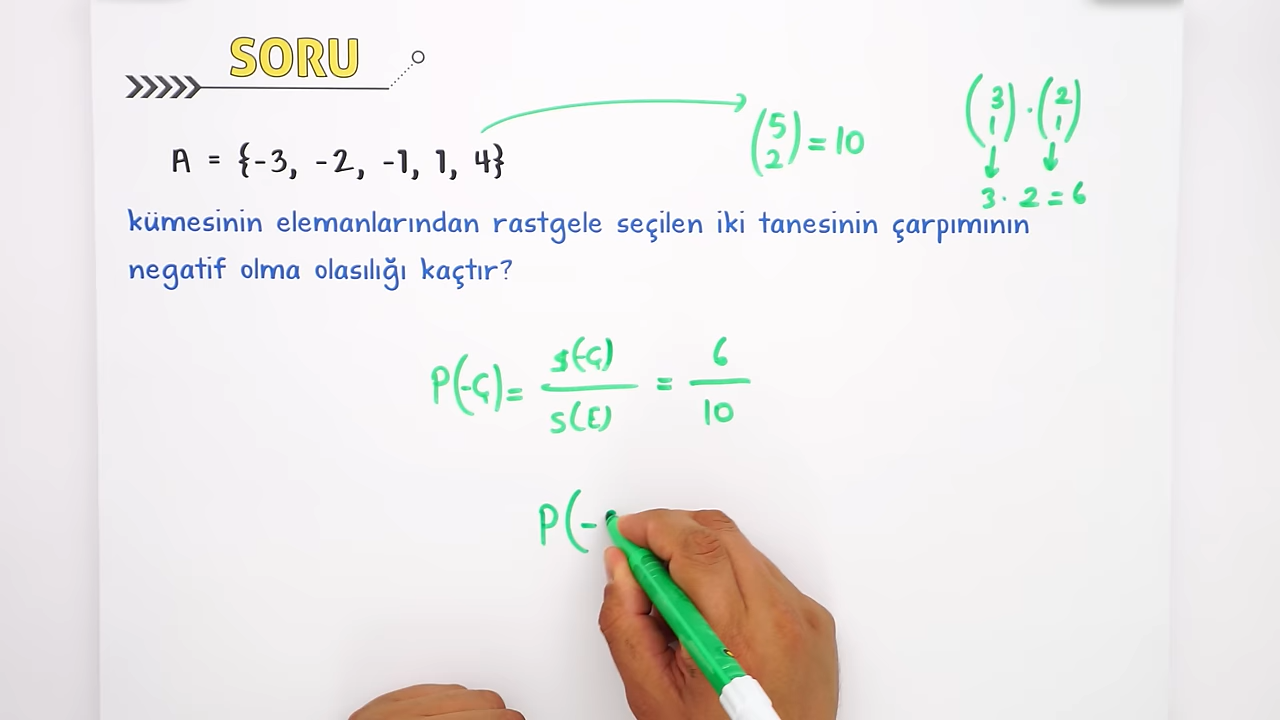 SORU
A = {-3, -2, -1, 1, 4}
(5 2) = 10
(3 1) · (2 1)
3 · 2 = 6
kümesinin elemanlarından rastgele seçilen iki tanesinin çarpımının
negatif olma olasılığı kaçtır?
P(-Ç) = s(-Ç) / s(E) = 6 / 10
P(-